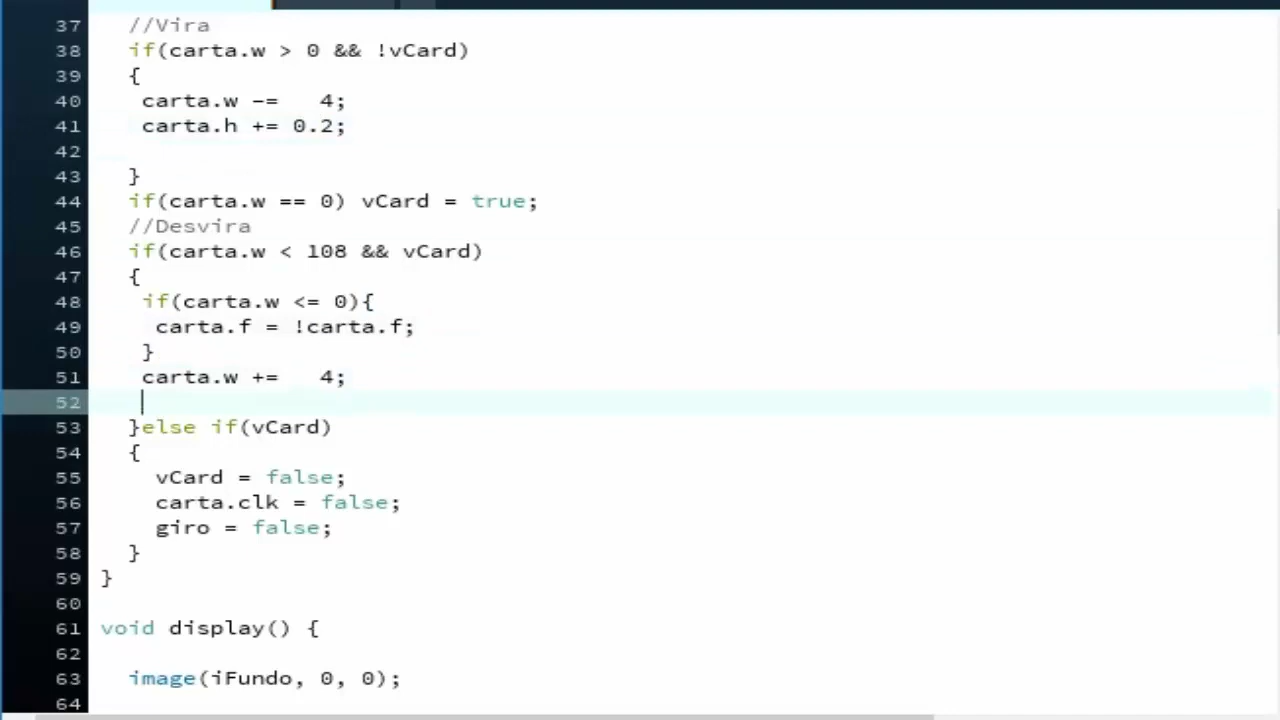 37 //Vira
38 if(carta.w > 0 && !vCard)
39 {
40 carta.w -=   4;
41 carta.h += 0.2;
42
43 }
44 if(carta.w == 0) vCard = true;
45 //Desvira
46 if(carta.w < 108 && vCard)
47 {
48 if(carta.w <= 0){
49 carta.f = !carta.f;
50 }
51 carta.w +=   4;
52
53 }else if(vCard)
54 {
55 vCard = false;
56 carta.clk = false;
57 giro = false;
58 }
59 }
60
61 void display() {
62
63 image(iFundo, 0, 0);
64